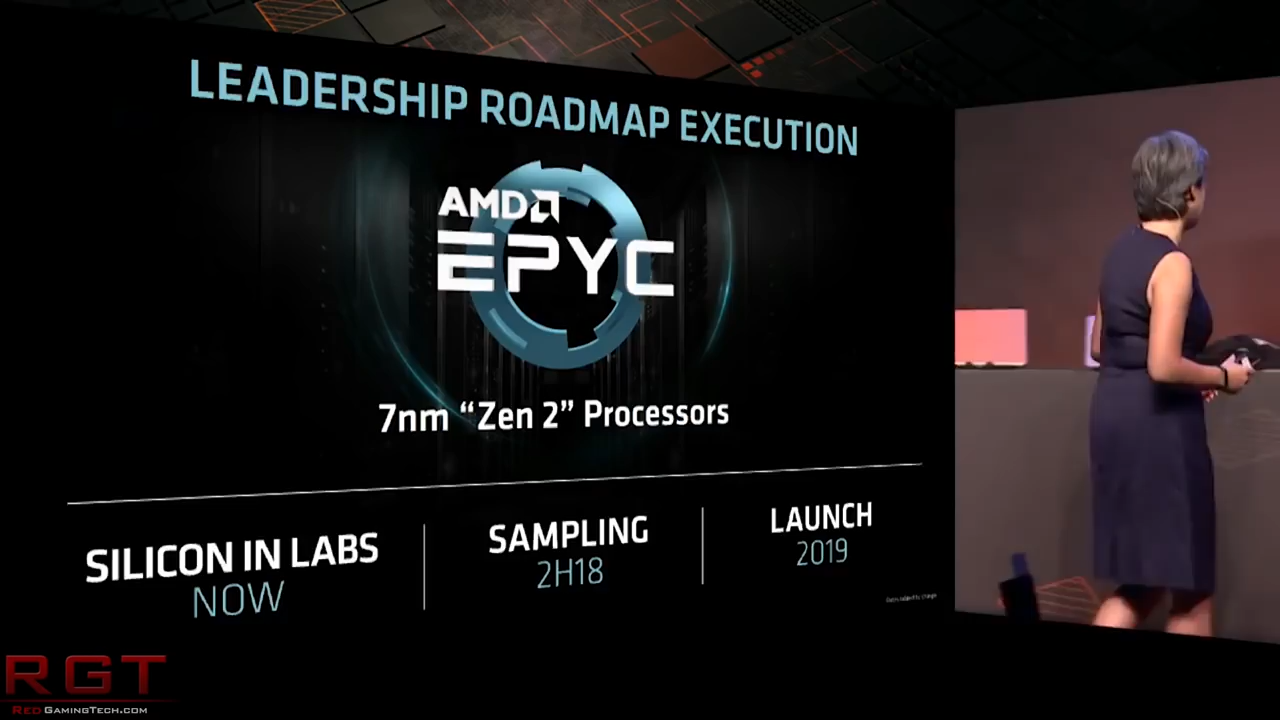 LEADERSHIP ROADMAP EXECUTION
AMD
EPYC
7nm “Zen 2” Processors
SILICON IN LABS
NOW
SAMPLING
2H18
LAUNCH
2019
RGT
REDGAMINGTECH.COM